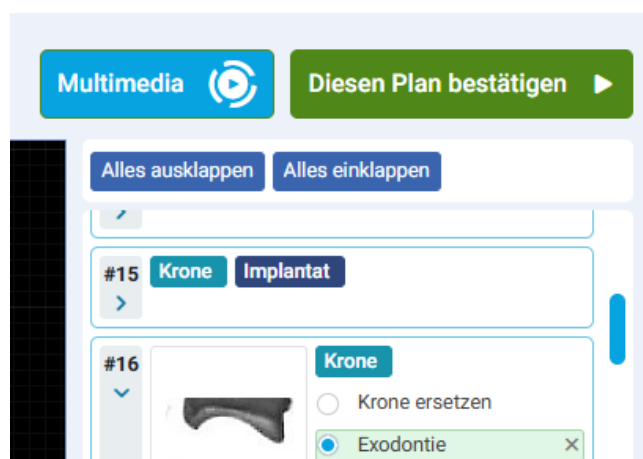 Multimedia
Diesen Plan bestätigen
Alles ausklappen Alles einklappen
#15 Krone Implantat
#16 Krone
Krone ersetzen
Exodontie